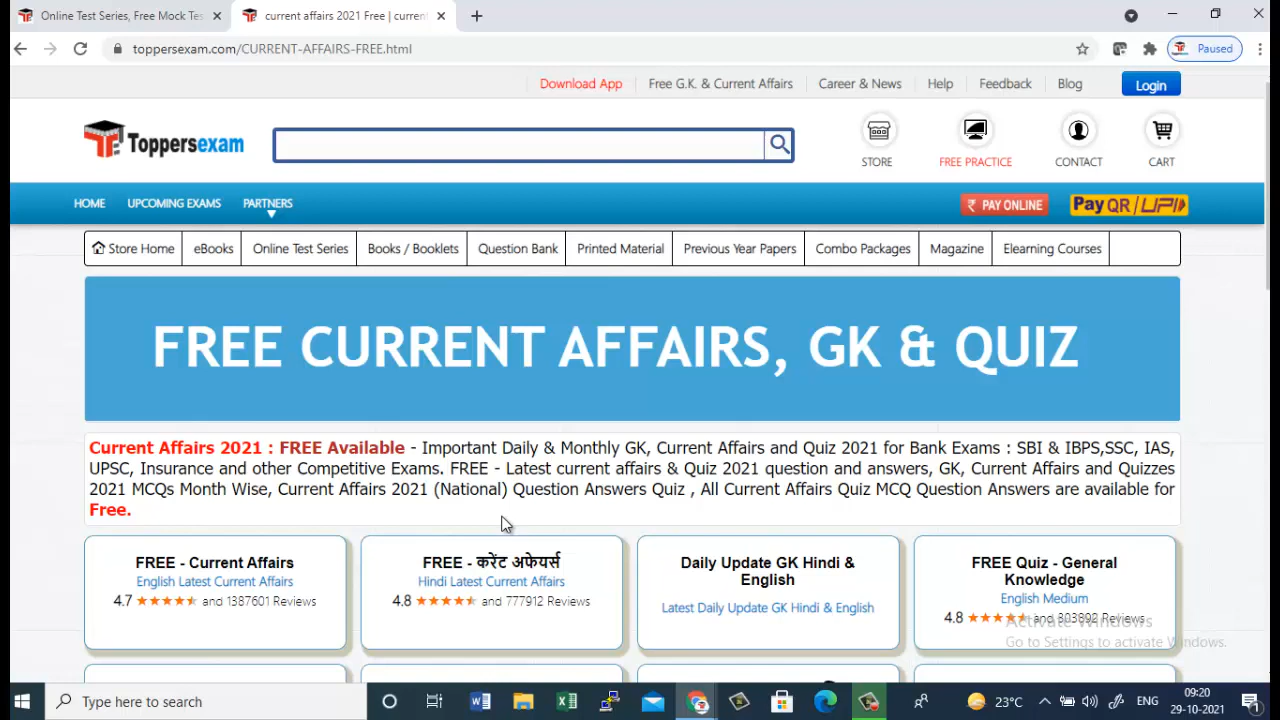 Online Test Series, Free Mock Tes
current affairs 2021 Free | current
toppersexam.com/CURRENT-AFFAIRS-FREE.html
Paused
Download App
Free G.K. & Current Affairs
Career & News
Help
Feedback
Blog
Login
Toppersexam
STORE
FREE PRACTICE
CONTACT
CART
HOME
UPCOMING EXAMS
PARTNERS
₹ PAY ONLINE
Pay QR/UPI
Store Home
eBooks
Online Test Series
Books / Booklets
Question Bank
Printed Material
Previous Year Papers
Combo Packages
Magazine
Elearning Courses
FREE CURRENT AFFAIRS, GK & QUIZ
Current Affairs 2021 : FREE Available - Important Daily & Monthly GK, Current Affairs and Quiz 2021 for Bank Exams : SBI & IBPS,SSC, IAS,
UPSC, Insurance and other Competitive Exams. FREE - Latest current affairs & Quiz 2021 question and answers, GK, Current Affairs and Quizzes
2021 MCQs Month Wise, Current Affairs 2021 (National) Question Answers Quiz , All Current Affairs Quiz MCQ Question Answers are available for
Free.
FREE - Current Affairs
English Latest Current Affairs
4.7 ★★★★★ and 1387601 Reviews
FREE - करेंट अफेयर्स
Hindi Latest Current Affairs
4.8 ★★★★★ and 777912 Reviews
Daily Update GK Hindi &
English
Latest Daily Update GK Hindi & English
FREE Quiz - General
Knowledge
English Medium
4.8 ★★★★★ and 303892 Reviews
Activate Windows
Go to Settings to activate Windows.
Type here to search
23°C
ENG
09:20
29-10-2021
1